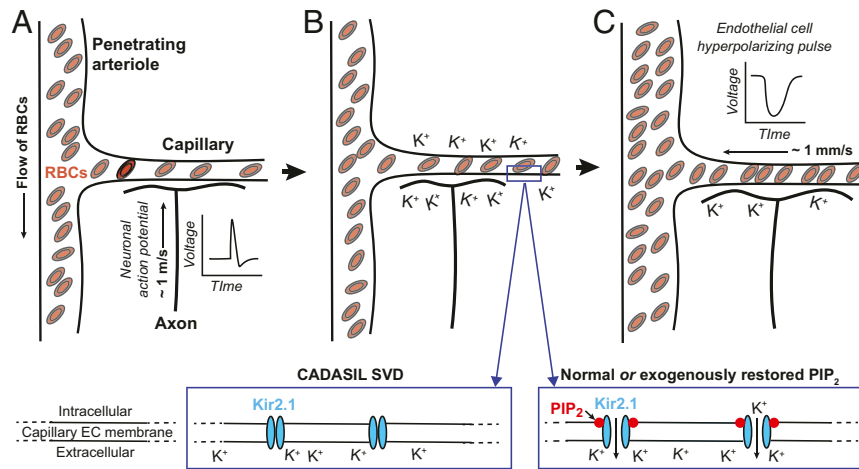 A
Penetrating
arteriole
Flow of RBCs
Capillary
RBCs
Neuronal
action potential
~ 1 m/s
Voltage
TIme
Axon
B
K+ K+ K+ K+
K+ K+ K+ K+ K+
C
Endothelial cell
hyperpolarizing pulse
Voltage
TIme
~ 1 mm/s
K+ K+ K+
CADASIL SVD
Kir2.1
Intracellular
Capillary EC membrane
Extracellular
K+ K+ K+ K+
Normal or exogenously restored PIP2
PIP2
Kir2.1
K+
K+ K+ K+ K+ K+